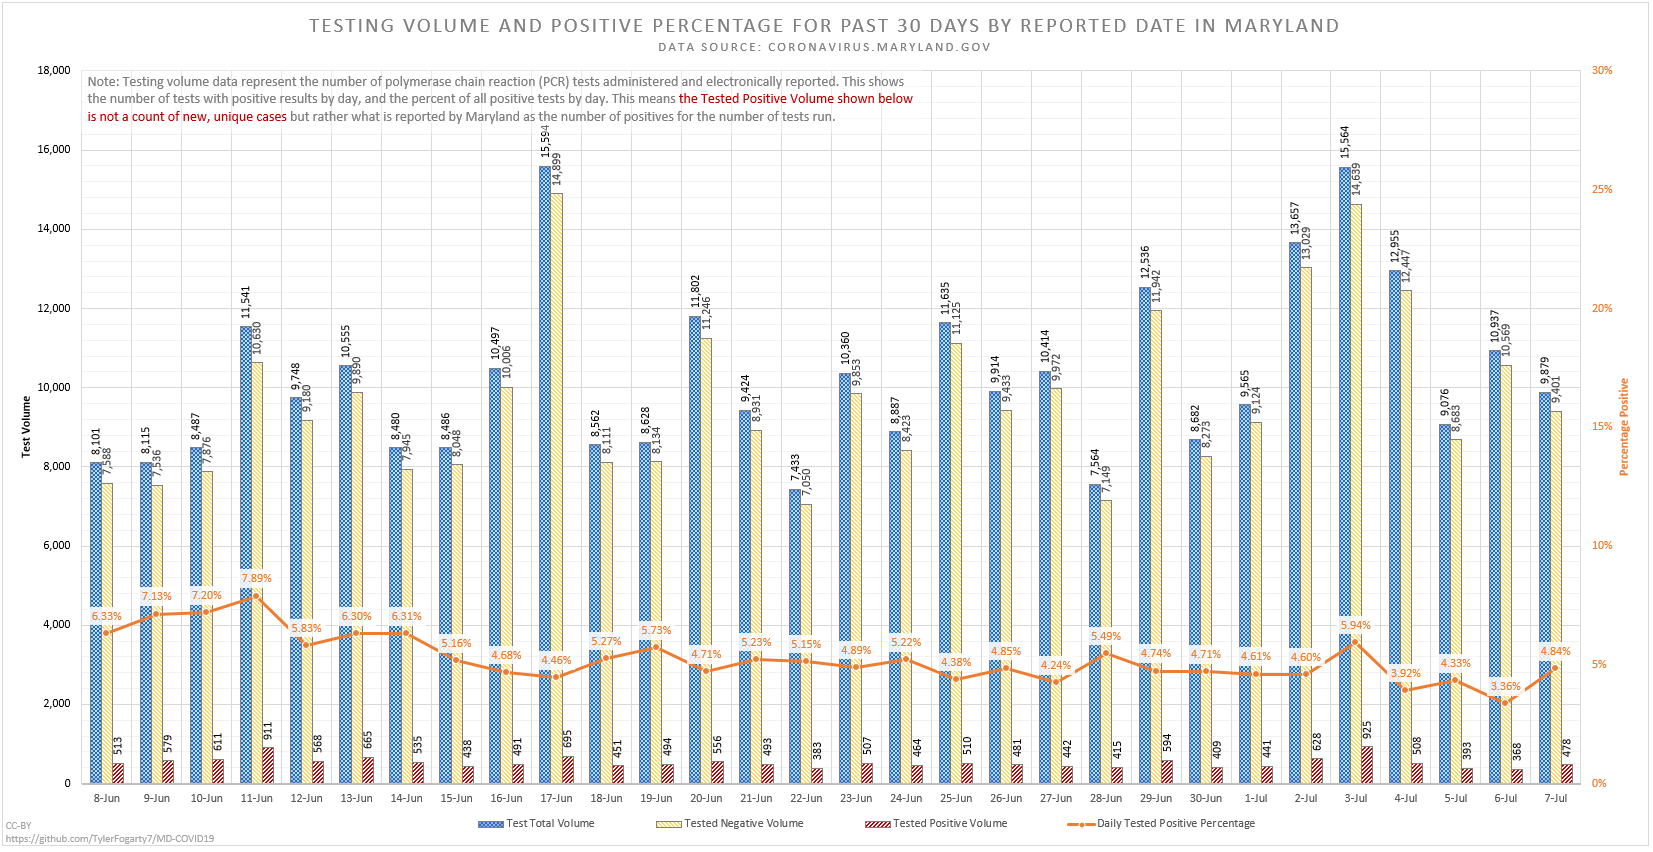 TESTING VOLUME AND POSITIVE PERCENTAGE FOR PAST 30 DAYS BY REPORTED DATE IN MARYLAND
DATA SOURCE: CORONAVIRUS.MARYLAND.GOV
Note: Testing volume data represent the number of polymerase chain reaction (PCR) tests administered and electronically reported. This shows
the number of tests with positive results by day, and the percent of all positive tests by day. This means the Tested Positive Volume shown below
is not a count of new, unique cases but rather what is reported by Maryland as the number of positives for the number of tests run.
Test Volume
18,000
16,000
14,000
12,000
10,000
8,000
6,000
4,000
2,000
0
Percentage Positive
30%
25%
20%
15%
10%
5%
0%
8,101 7,588 6.33% 513
8,115 7,536 7.13% 579
8,487 7,876 7.20% 611
11,541 10,630 7.89% 911
9,748 9,180 5.83% 568
10,555 9,890 6.30% 665
8,480 7,945 6.31% 535
8,486 8,048 5.16% 438
10,497 10,006 4.68% 491
15,594 14,899 4.46% 695
8,562 8,111 5.27% 451
8,628 8,134 5.73% 494
11,802 11,246 4.71% 556
9,424 8,931 5.23% 493
7,433 7,050 5.15% 383
10,360 9,853 4.89% 507
8,887 8,423 5.22% 464
11,635 11,125 4.38% 510
9,914 9,433 4.85% 481
10,414 9,972 4.24% 442
7,564 7,149 5.49% 415
12,536 11,942 4.74% 594
8,682 8,273 4.71% 409
9,565 9,124 4.61% 441
13,657 13,029 4.60% 628
15,564 14,639 5.94% 925
12,955 12,447 3.92% 508
9,076 8,683 4.33% 393
10,937 10,569 3.36% 368
9,879 9,401 4.84% 478
8-Jun 9-Jun 10-Jun 11-Jun 12-Jun 13-Jun 14-Jun 15-Jun 16-Jun 17-Jun 18-Jun 19-Jun 20-Jun 21-Jun 22-Jun 23-Jun 24-Jun 25-Jun 26-Jun 27-Jun 28-Jun 29-Jun 30-Jun 1-Jul 2-Jul 3-Jul 4-Jul 5-Jul 6-Jul 7-Jul
Test Total Volume Tested Negative Volume Tested Positive Volume Daily Tested Positive Percentage
CC-BY
https://github.com/TylerFogarty7/MD-COVID19